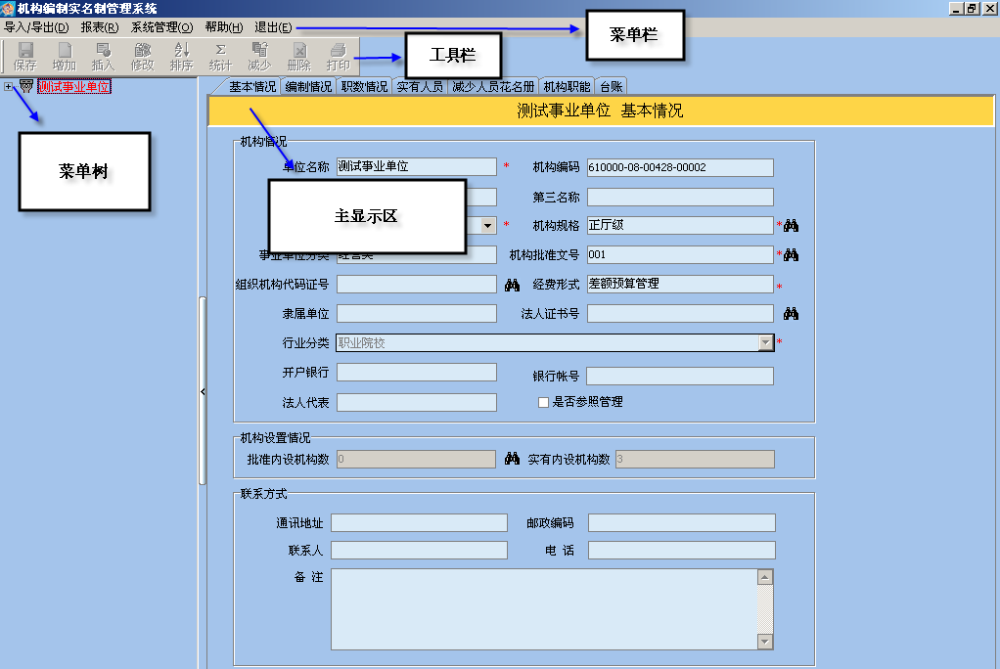 机构编制实名制管理系统
导入/导出(D) 报表(R) 系统管理(O) 帮助(H) 退出(E)
菜单栏
保存 增加 插入 修改 排序 统计 减少 删除 打印
工具栏
测试事业单位
基本情况 编制情况 职数情况 实有人员 减少人员花名册 机构职能 台账
测试事业单位 基本情况
菜单树
机构情况
单位名称 测试事业单位 * 机构编码 610000-08-00428-00002
主显示区
第三名称
* 机构规格 正厅级 *
事业单位分类 经营类 机构批准文号 001 *
组织机构代码证号 经费形式 差额预算管理 *
隶属单位 法人证书号
行业分类 职业院校 *
开户银行 银行帐号
法人代表 是否参照管理
机构设置情况
批准内设机构数 0 实有内设机构数 3
联系方式
通讯地址 邮政编码
联系人 电 话
备 注